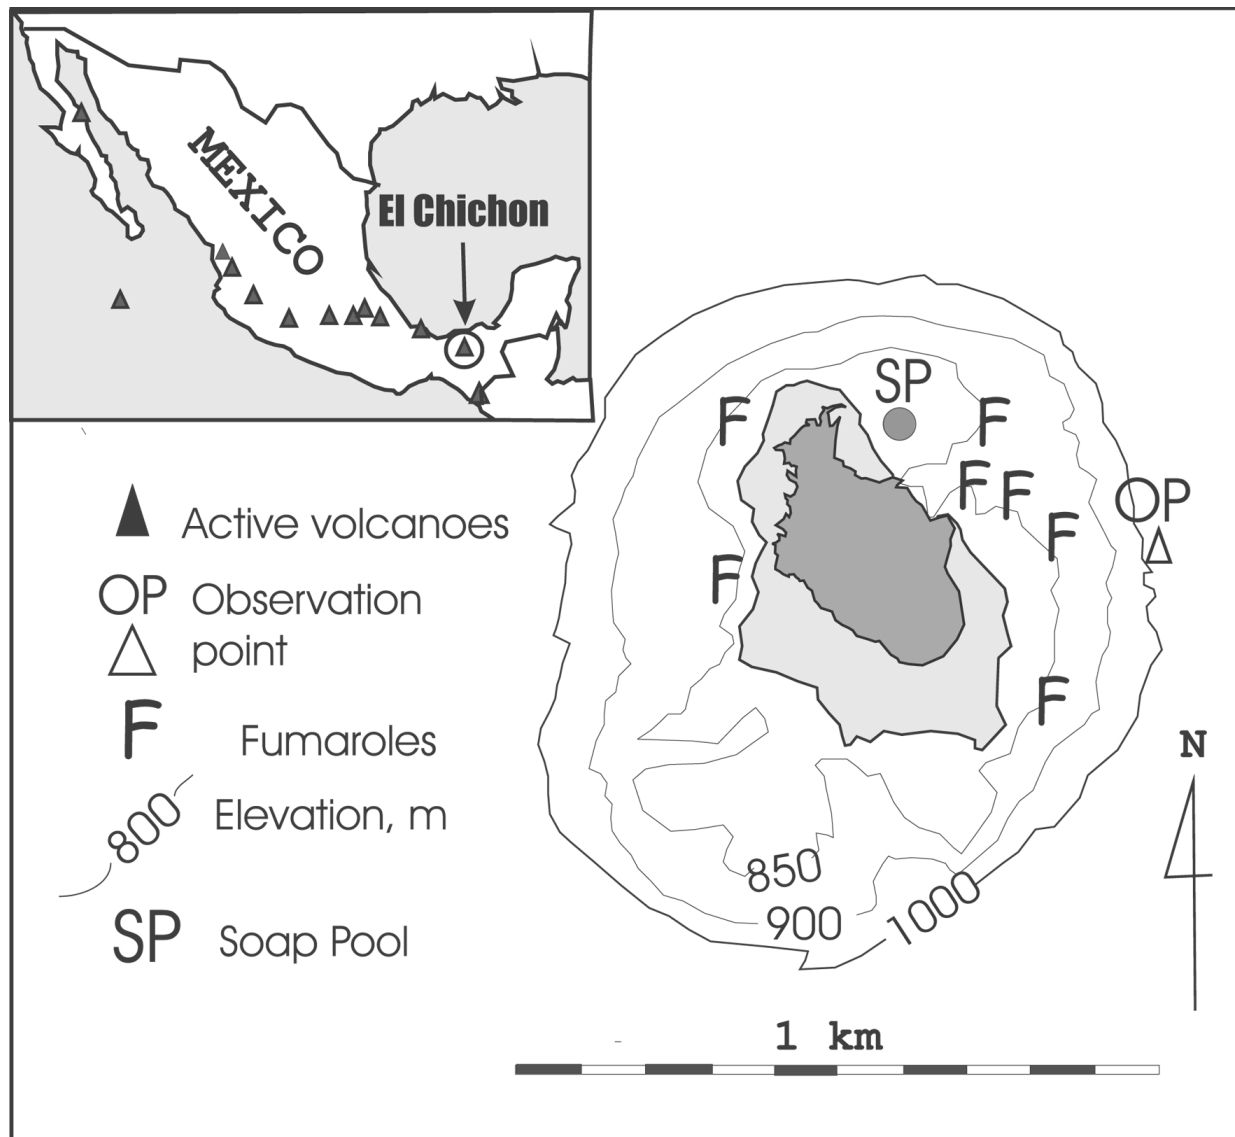 MEXICO
El Chichon
SP
F
F
F
F
OP
F
F
F
Active volcanoes
OP Observation
point
F Fumaroles
800 Elevation, m
SP Soap Pool
N
850
900
1000
1 km